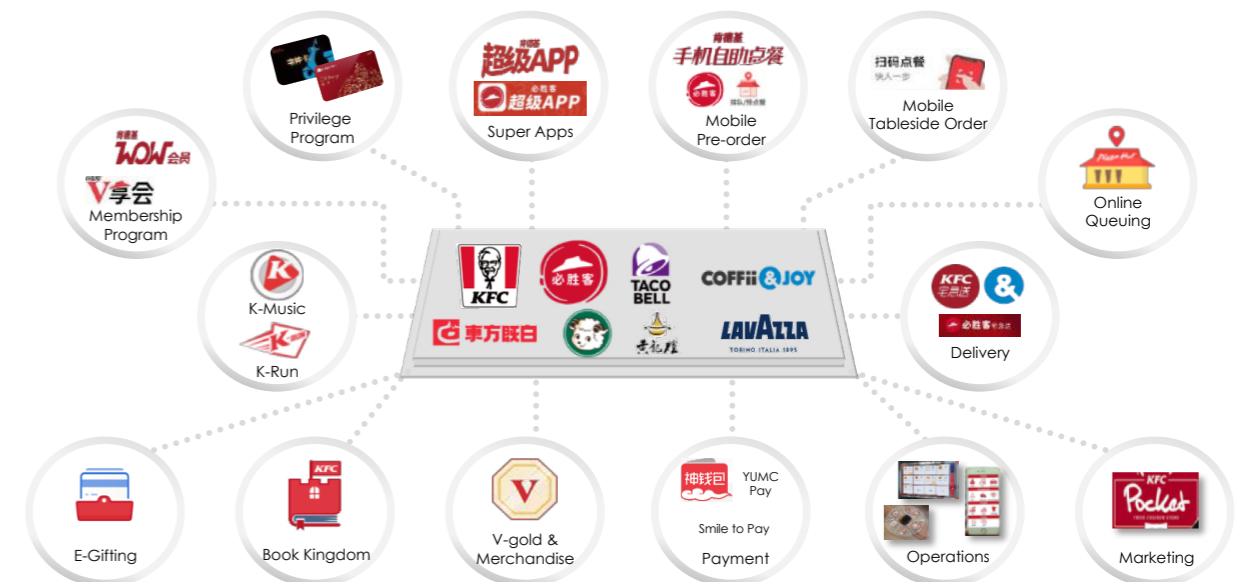 Privilege
Program
肯德基
超级APP
必胜客
超级APP
Super Apps
肯德基
手机自助点餐
必胜客
Mobile
Pre-order
扫码点餐
快人一步
Mobile
Tableside Order
肯德基
WOW会员
V享会
Membership
Program
Pizza Hut
Online
Queuing
K
K-Music
K
K-Run
KFC
必胜客
TACO
BELL
COFFii & JOY
東方既白
黄记煌
LAVAZZA
TORINO, ITALIA, 1895
KFC
宅急送
&
必胜客宅急送
Delivery
E-Gifting
KFC
Book Kingdom
V
V-gold &
Merchandise
神钱包
YUMC
Pay
Smile to Pay
Payment
Operations
KFC
Pocket
Marketing